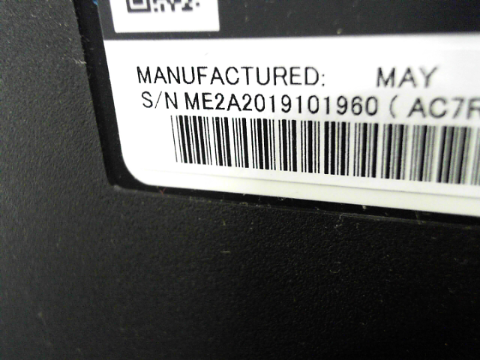 MANUFACTURED: MAY
S/N ME2A2019101960 ( AC7R